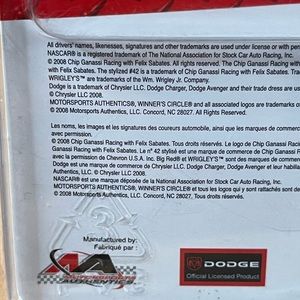 All drivers' names, likenesses, signatures and other trademarks are used under license or with per
NASCAR® is a registered trademark of The National Association for Stock Car Auto Racing, Inc.
© 2008 Chip Ganassi Racing with Felix Sabates. All rights reserved. The Chip Ganassi Racing
with Felix Sabates. The stylized #42 is a trademark of Chip Ganassi Racing with Felix Sabates. Tra
WRIGLEY'S™ are trademarks of the Wm. Wrigley Jr. Company.
Dodge is a trademark of Chrysler LLC. Dodge Charger, Dodge Avenger and their trade dress are used
© Chrysler LLC 2008.
MOTORSPORTS AUTHENTICS®, WINNER'S CIRCLE® and all associated logos are trademarks o
© 2008 Motorsports Authentics, LLC. Concord, NC 28027. All Rights Reserved.
Les noms, les images et les signatures des coureurs automobile, ainsi que les marques de commerc
avec permission.
© 2008 Chip Ganassi Racing with Felix Sabates. Tous droits réservés. Le logo de Chip Ganassi
Ganassi Racing with Felix Sabates. Le n° 42 stylisé est une marque de commerce de Chip Ganassi F
avec la permission de Chevron U.S.A. Inc. Big Red® et WRIGLEY'S™ sont des marques de comme
Dodge est une marque de commerce de Chrysler LLC. Dodge Charger, Dodge Avenger et leur habillag
LLC. © Chrysler LLC 2008.
NASCAR® est une marque déposée de la National Association for Stock Car Auto Racing, Inc.
MOTORSPORTS AUTHENTICS®, WINNER'S CIRCLE® et tous les logos qui y sont rattachés sont de
© 2008 Motorsports Authentics, LLC. Concord, NC 28027. Tous Droits Réservés.
Manufactured by:
Fabriqué par :
MOTORSPORTS
AUTHENTICS
DODGE
Official Licensed Product